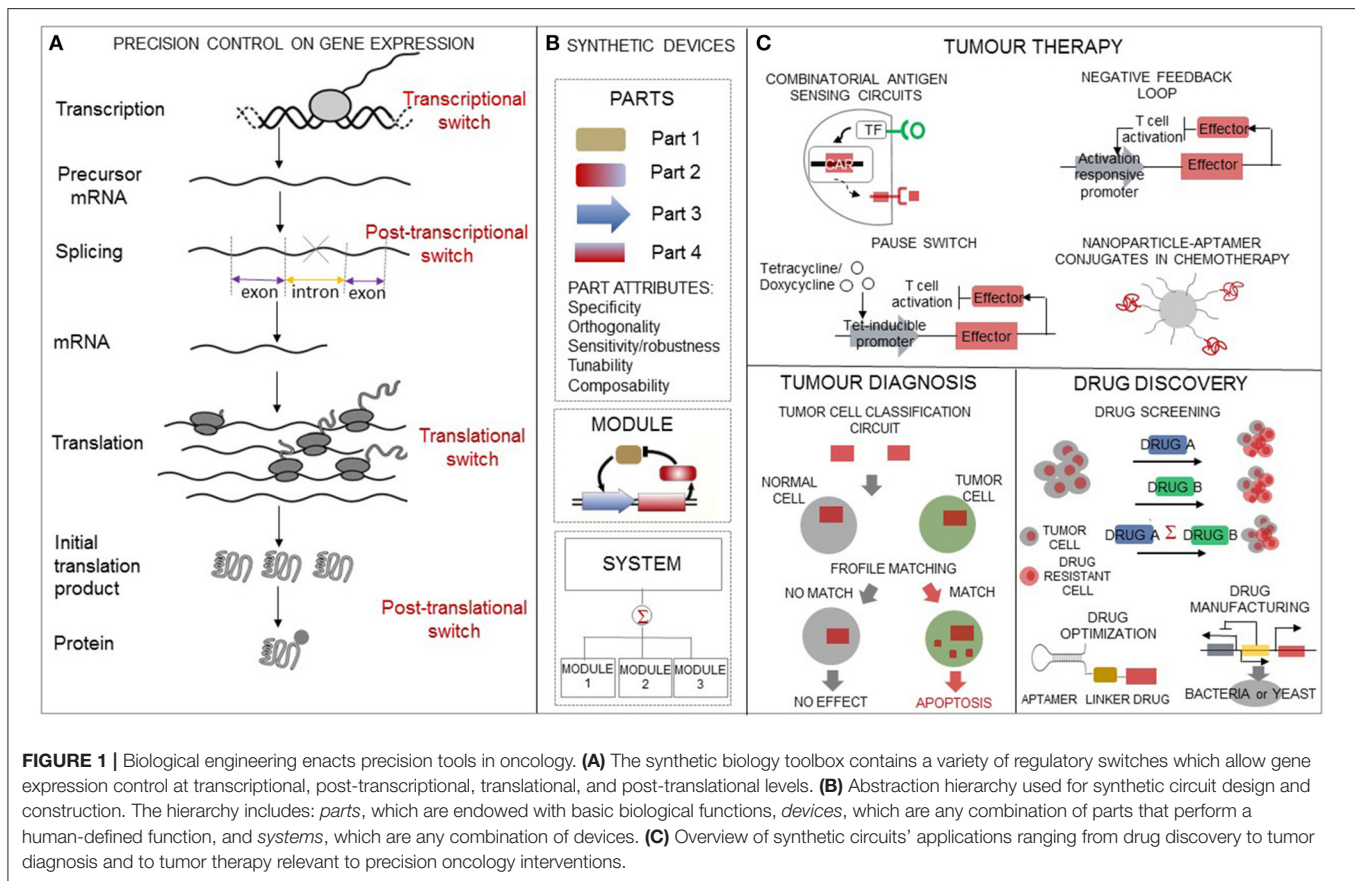 A
PRECISION CONTROL ON GENE EXPRESSION
Transcription
Transcriptional
switch
Precursor
mRNA
Splicing
Post-transcriptional
switch
exon
intron
exon
mRNA
Translation
Translational
switch
Initial
translation
product
Post-translational
switch
Protein
B
SYNTHETIC DEVICES
PARTS
Part 1
Part 2
Part 3
Part 4
PART ATTRIBUTES:
Specificity
Orthogonality
Sensitivity/robustness
Tunability
Composability
MODULE
SYSTEM
Σ
MODULE
1
MODULE
2
MODULE
3
C
TUMOUR THERAPY
COMBINATORIAL ANTIGEN
SENSING CIRCUITS
TF
CAR
NEGATIVE FEEDBACK
LOOP
T cell
activation
Effector
Activation
responsive
promoter
Effector
PAUSE SWITCH
Tetracycline/
Doxycycline
T cell
activation
Effector
Tet-inducible
promoter
Effector
NANOPARTICLE-APTAMER
CONJUGATES IN CHEMOTHERAPY
TUMOUR DIAGNOSIS
TUMOR CELL CLASSIFICATION
CIRCUIT
NORMAL
CELL
TUMOR
CELL
FROFILE MATCHING
NO MATCH
MATCH
NO EFFECT
APOPTOSIS
DRUG DISCOVERY
DRUG SCREENING
DRUG A
DRUG B
DRUG A Σ DRUG B
TUMOR
CELL
DRUG
RESISTANT
CELL
DRUG
OPTIMIZATION
APTAMER LINKER DRUG
DRUG
MANUFACTURING
BACTERIA or YEAST
FIGURE 1 | Biological engineering enacts precision tools in oncology. (A) The synthetic biology toolbox contains a variety of regulatory switches which allow gene
expression control at transcriptional, post-transcriptional, translational, and post-translational levels. (B) Abstraction hierarchy used for synthetic circuit design and
construction. The hierarchy includes: parts, which are endowed with basic biological functions, devices, which are any combination of parts that perform a
human-defined function, and systems, which are any combination of devices. (C) Overview of synthetic circuits' applications ranging from drug discovery to tumor
diagnosis and to tumor therapy relevant to precision oncology interventions.